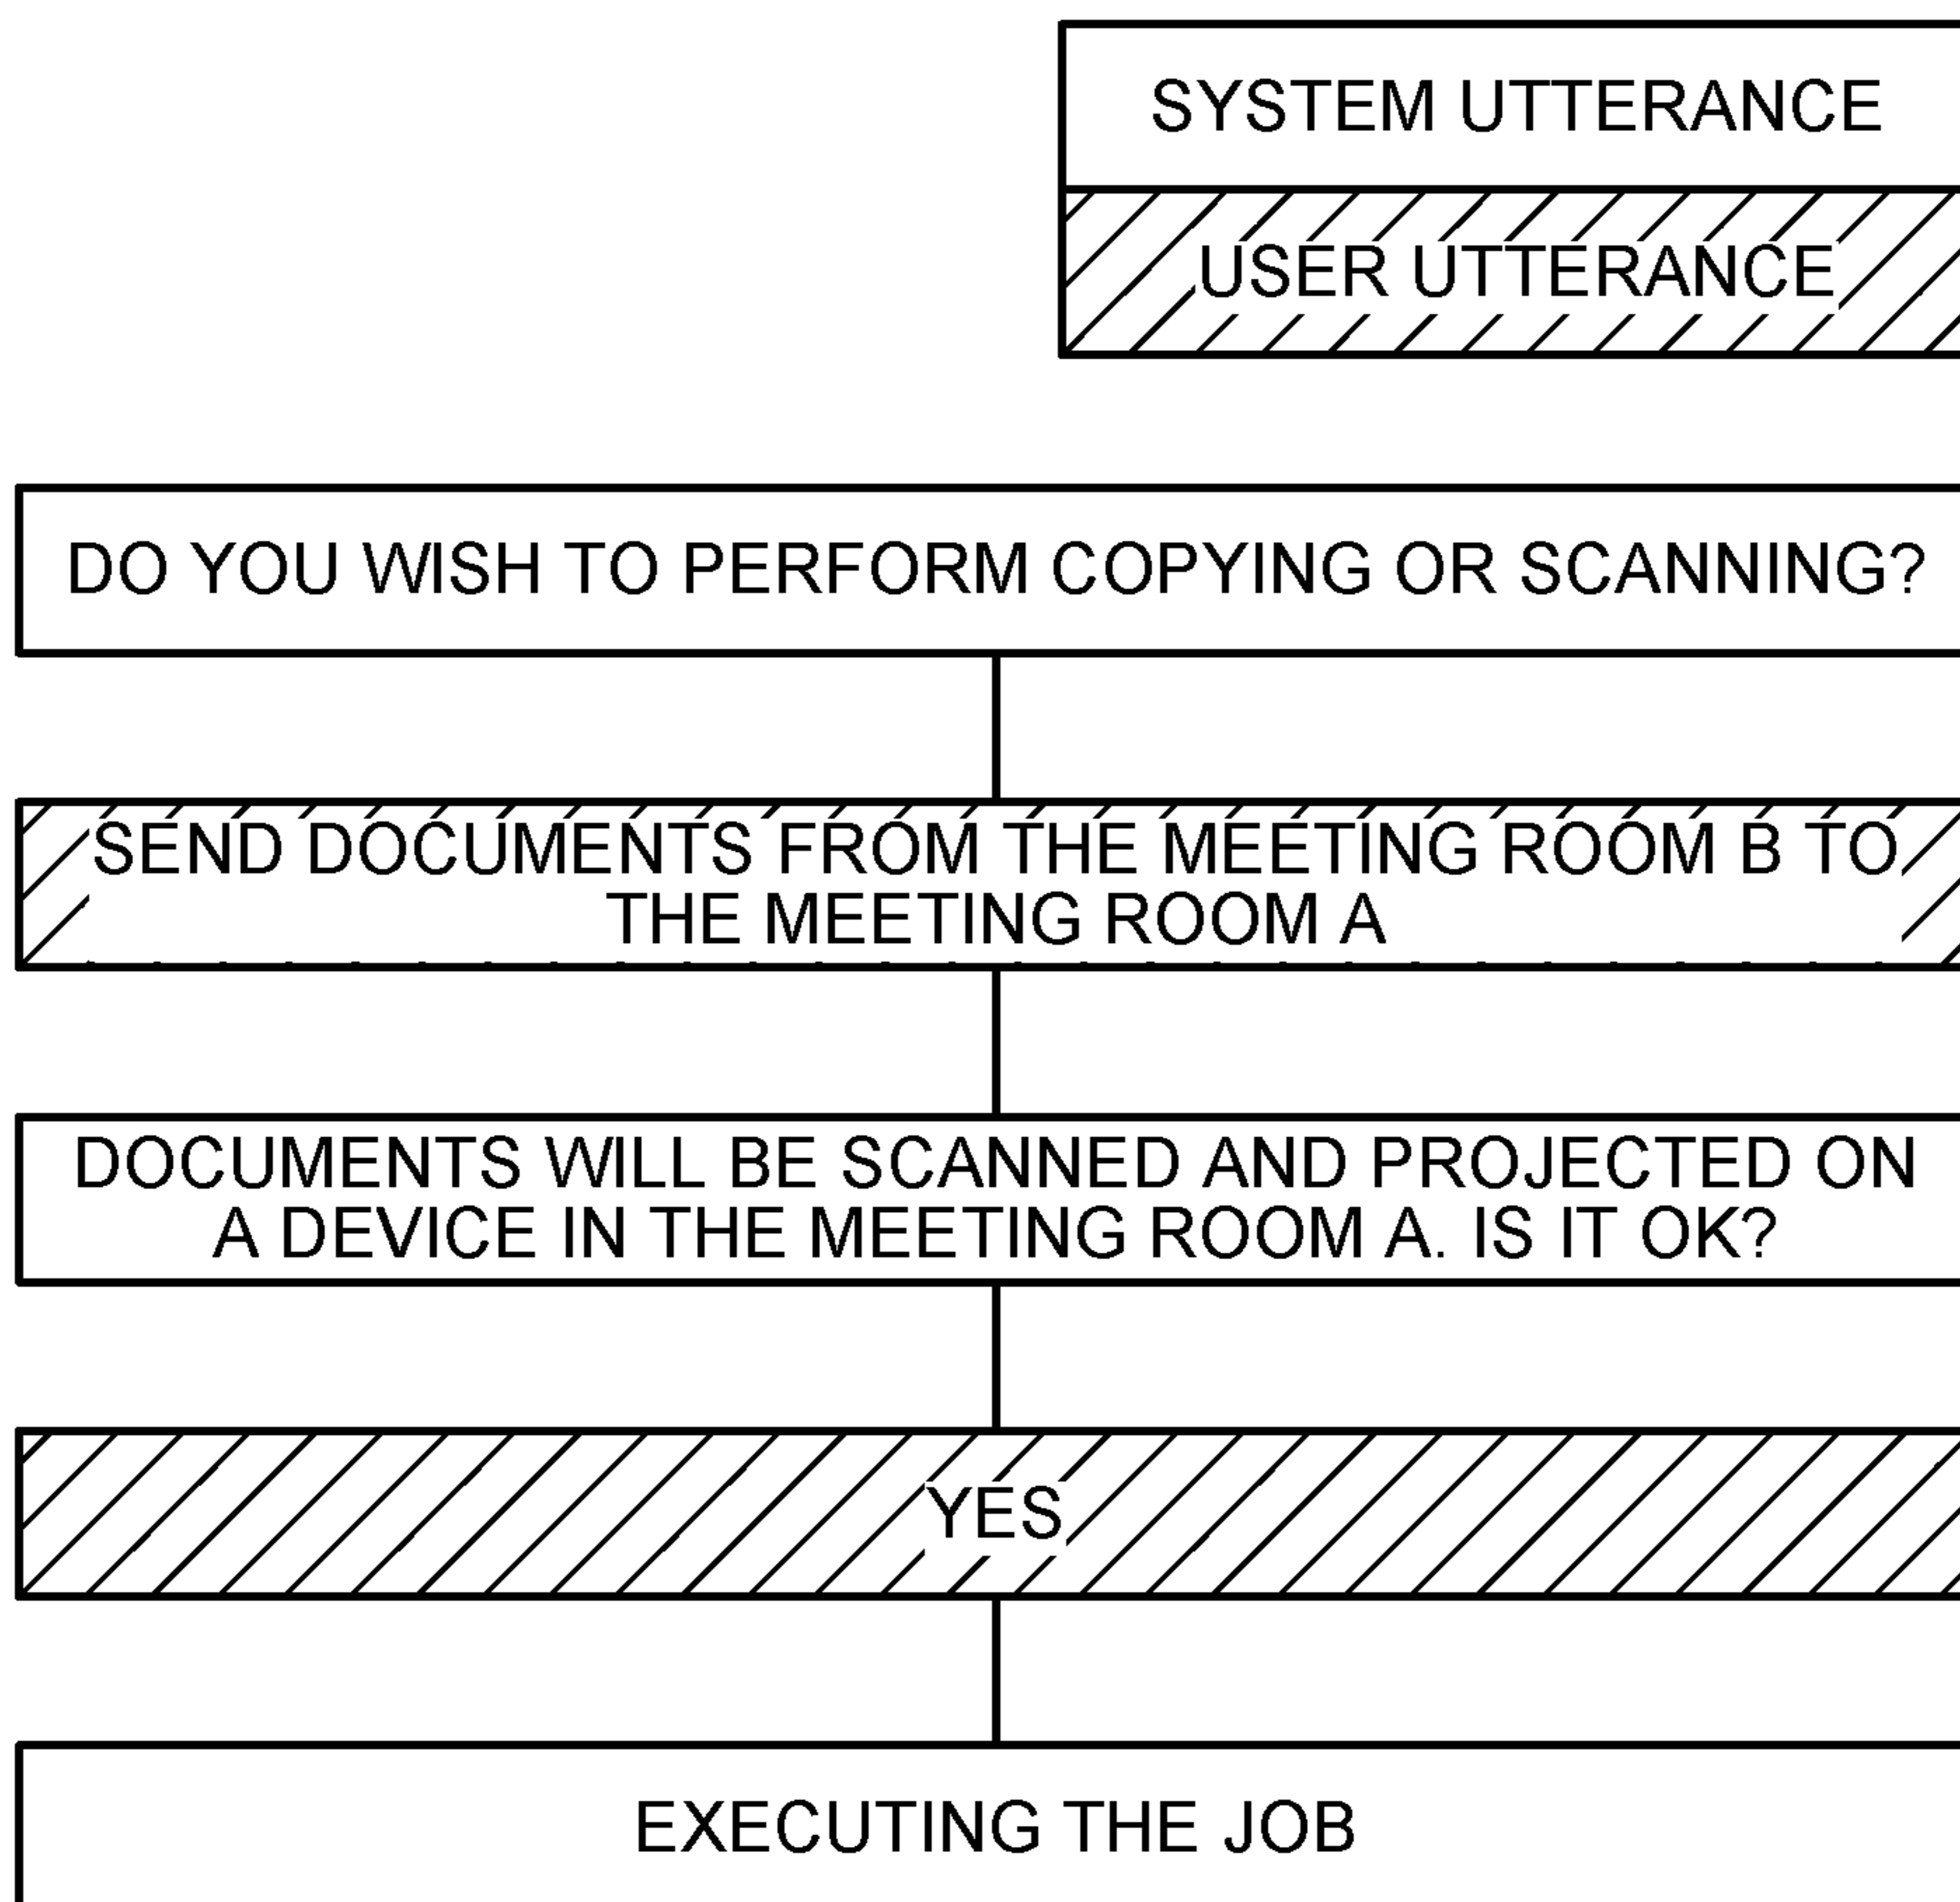 SYSTEM UTTERANCE
USER UTTERANCE
DO YOU WISH TO PERFORM COPYING OR SCANNING?
SEND DOCUMENTS FROM THE MEETING ROOM B TO
THE MEETING ROOM A
DOCUMENTS WILL BE SCANNED AND PROJECTED ON
A DEVICE IN THE MEETING ROOM A. IS IT OK?
YES
EXECUTING THE JOB